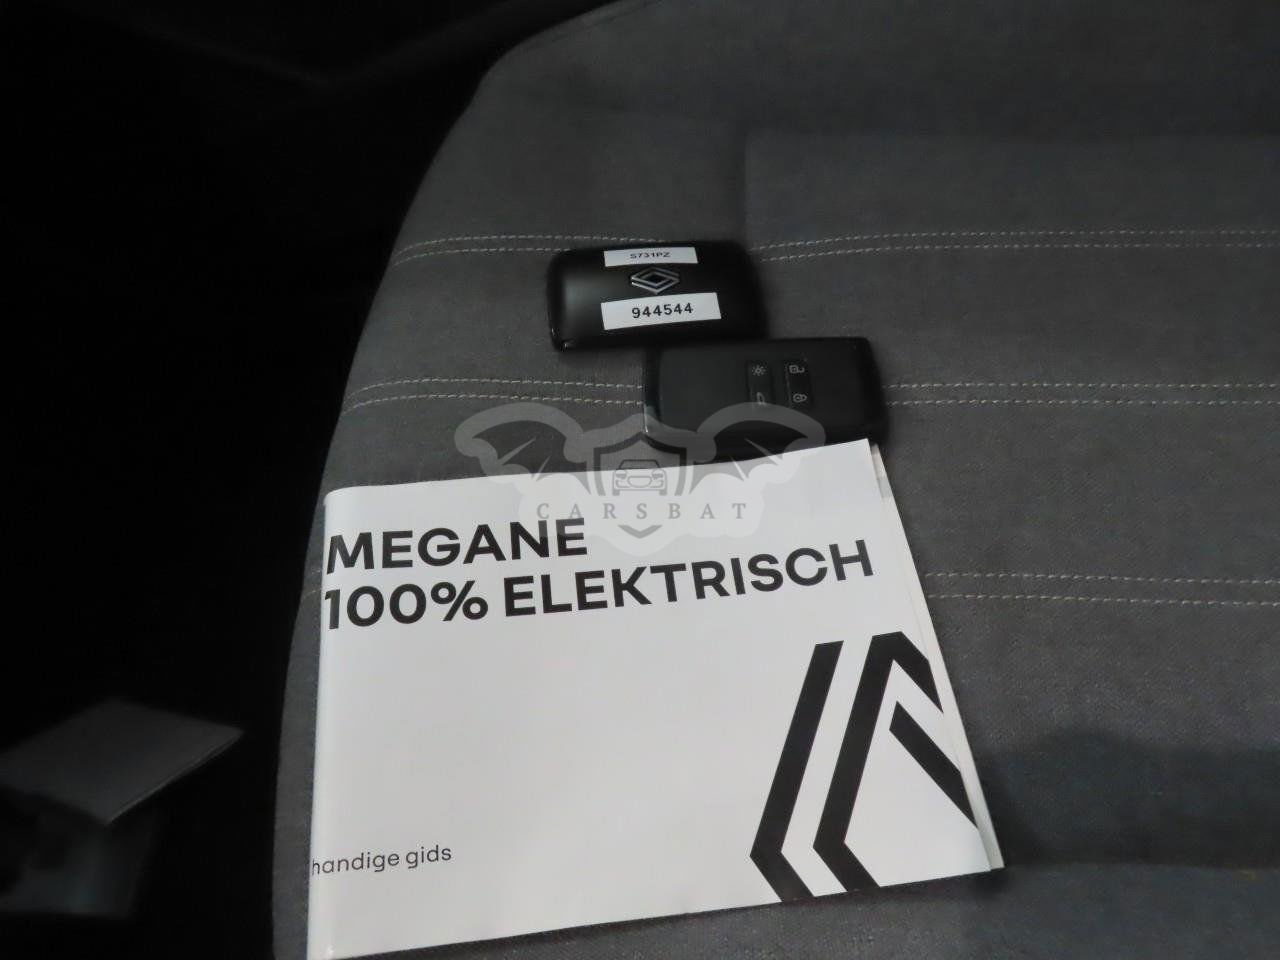 S731PZ
944544
CARSBAT
MEGANE
100% ELEKTRISCH
handige gids